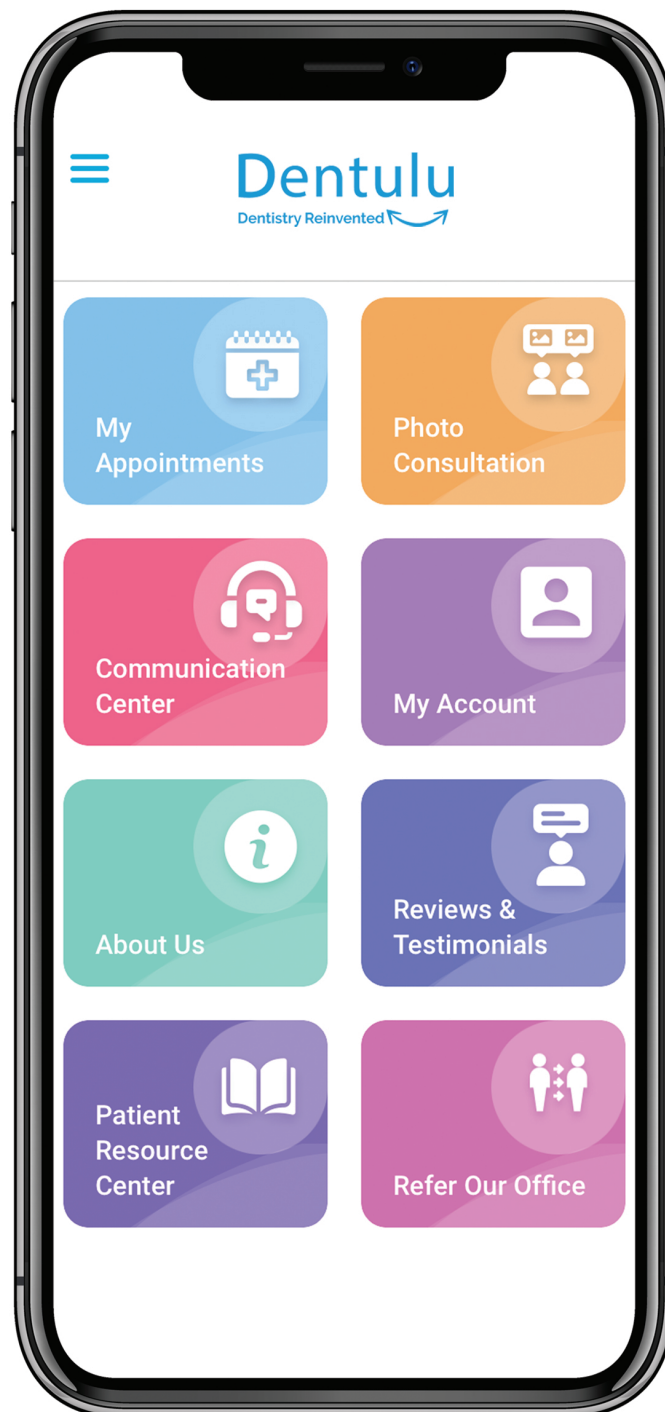 Dentulu
Dentistry Reinvented
My
Appointments
Photo
Consultation
Communication
Center
My Account
About Us
Reviews &
Testimonials
Patient
Resource
Center
Refer Our Office